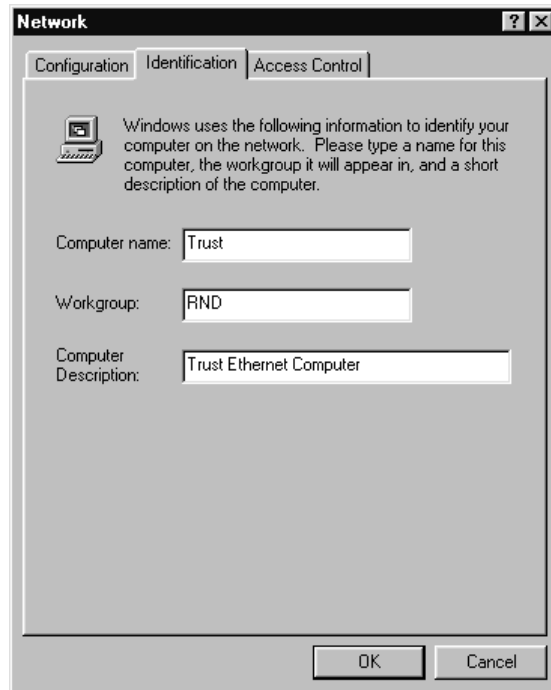 Network
Configuration Identification Access Control
Windows uses the following information to identify your
computer on the network. Please type a name for this
computer, the workgroup it will appear in, and a short
description of the computer.
Computer name: Trust
Workgroup: RND
Computer
Description: Trust Ethernet Computer
OK Cancel